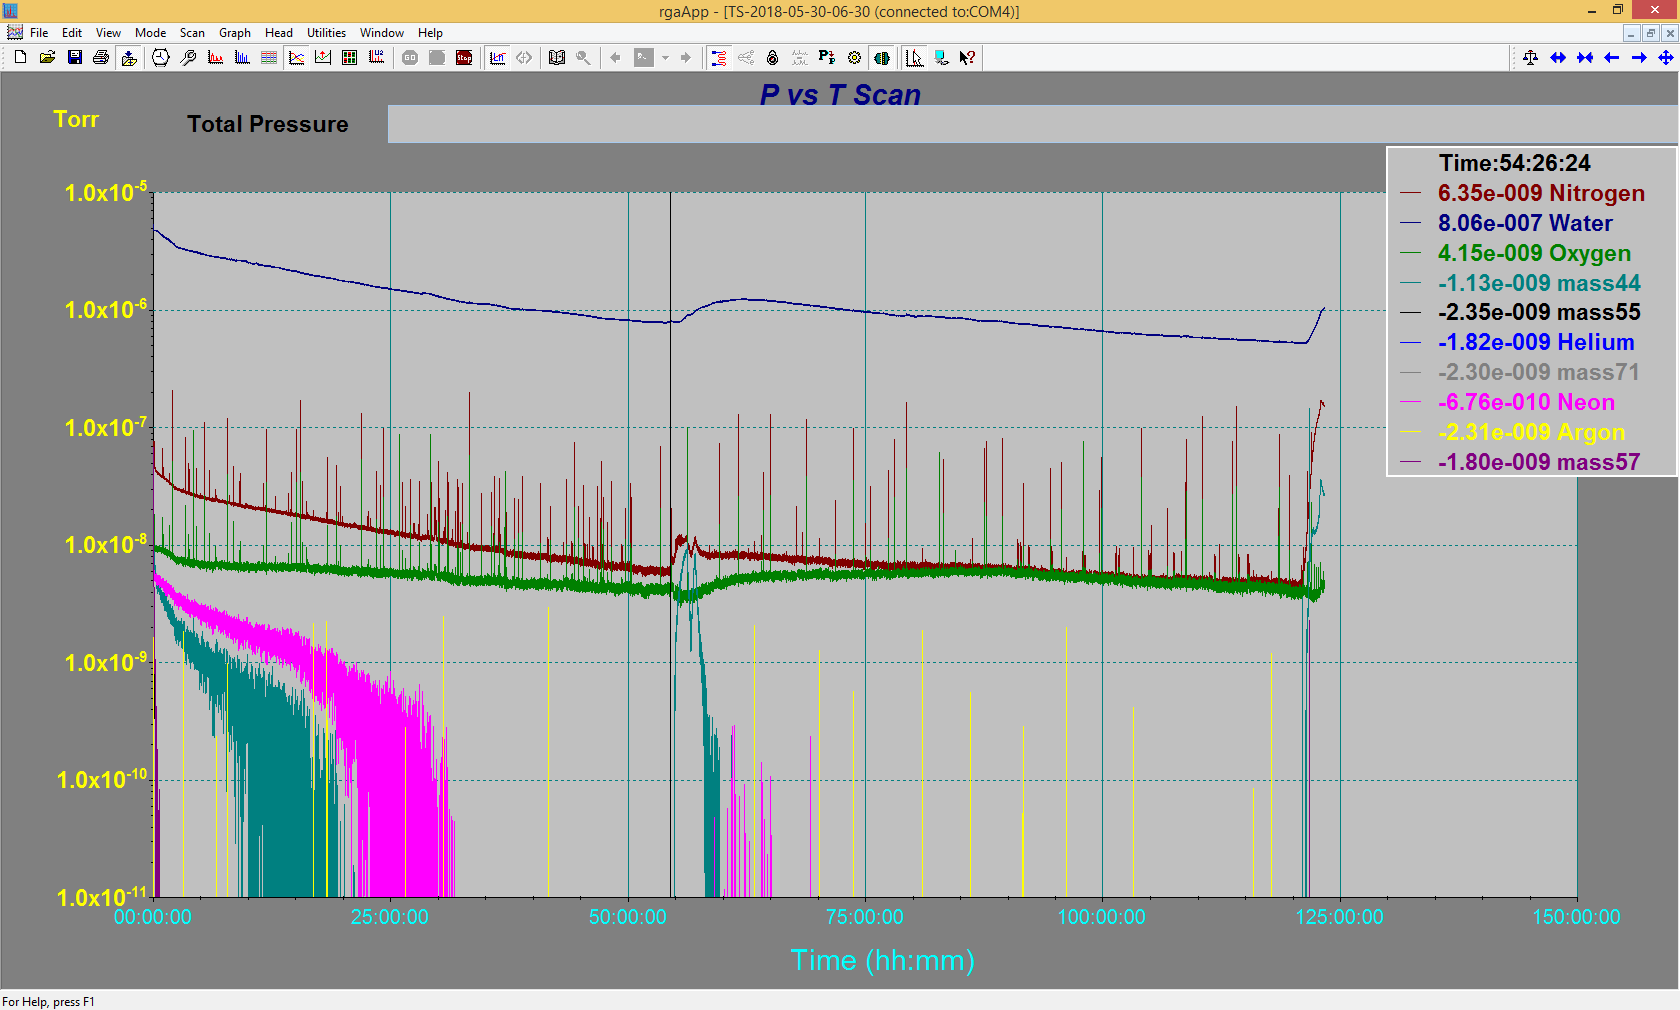 rgaApp - [TS-2018-05-30-06-30 (connected to:COM4)]
File Edit View Mode Scan Graph Head Utilities Window Help
GO Stop
P vs T Scan
Torr
Total Pressure
Time:54:26:24
6.35e-009 Nitrogen
8.06e-007 Water
4.15e-009 Oxygen
-1.13e-009 mass44
-2.35e-009 mass55
-1.82e-009 Helium
-2.30e-009 mass71
-6.76e-010 Neon
-2.31e-009 Argon
-1.80e-009 mass57
1.0x10-5
1.0x10-6
1.0x10-7
1.0x10-8
1.0x10-9
1.0x10-10
1.0x10-11
00:00:00 25:00:00 50:00:00 75:00:00 100:00:00 125:00:00 150:00:00
Time (hh:mm)
For Help, press F1